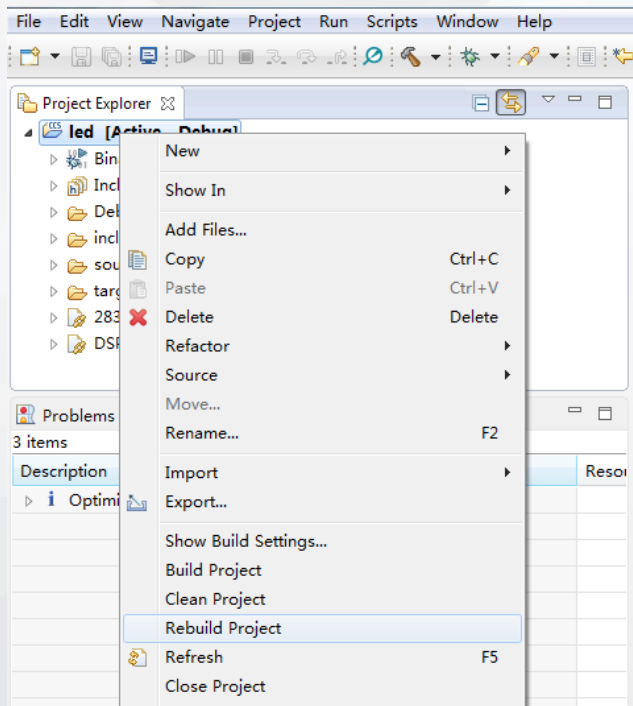 File Edit View Navigate Project Run Scripts Window Help
Project Explorer
led [Active - Debug]
Bin
Incl
Deb
incl
sou
targ
283
DSP
New
Show In
Add Files...
Copy Ctrl+C
Paste Ctrl+V
Delete Delete
Refactor
Source
Move...
Rename... F2
Import
Export...
Show Build Settings...
Build Project
Clean Project
Rebuild Project
Refresh F5
Close Project
Problems
3 items
Description Resou
i Optimi